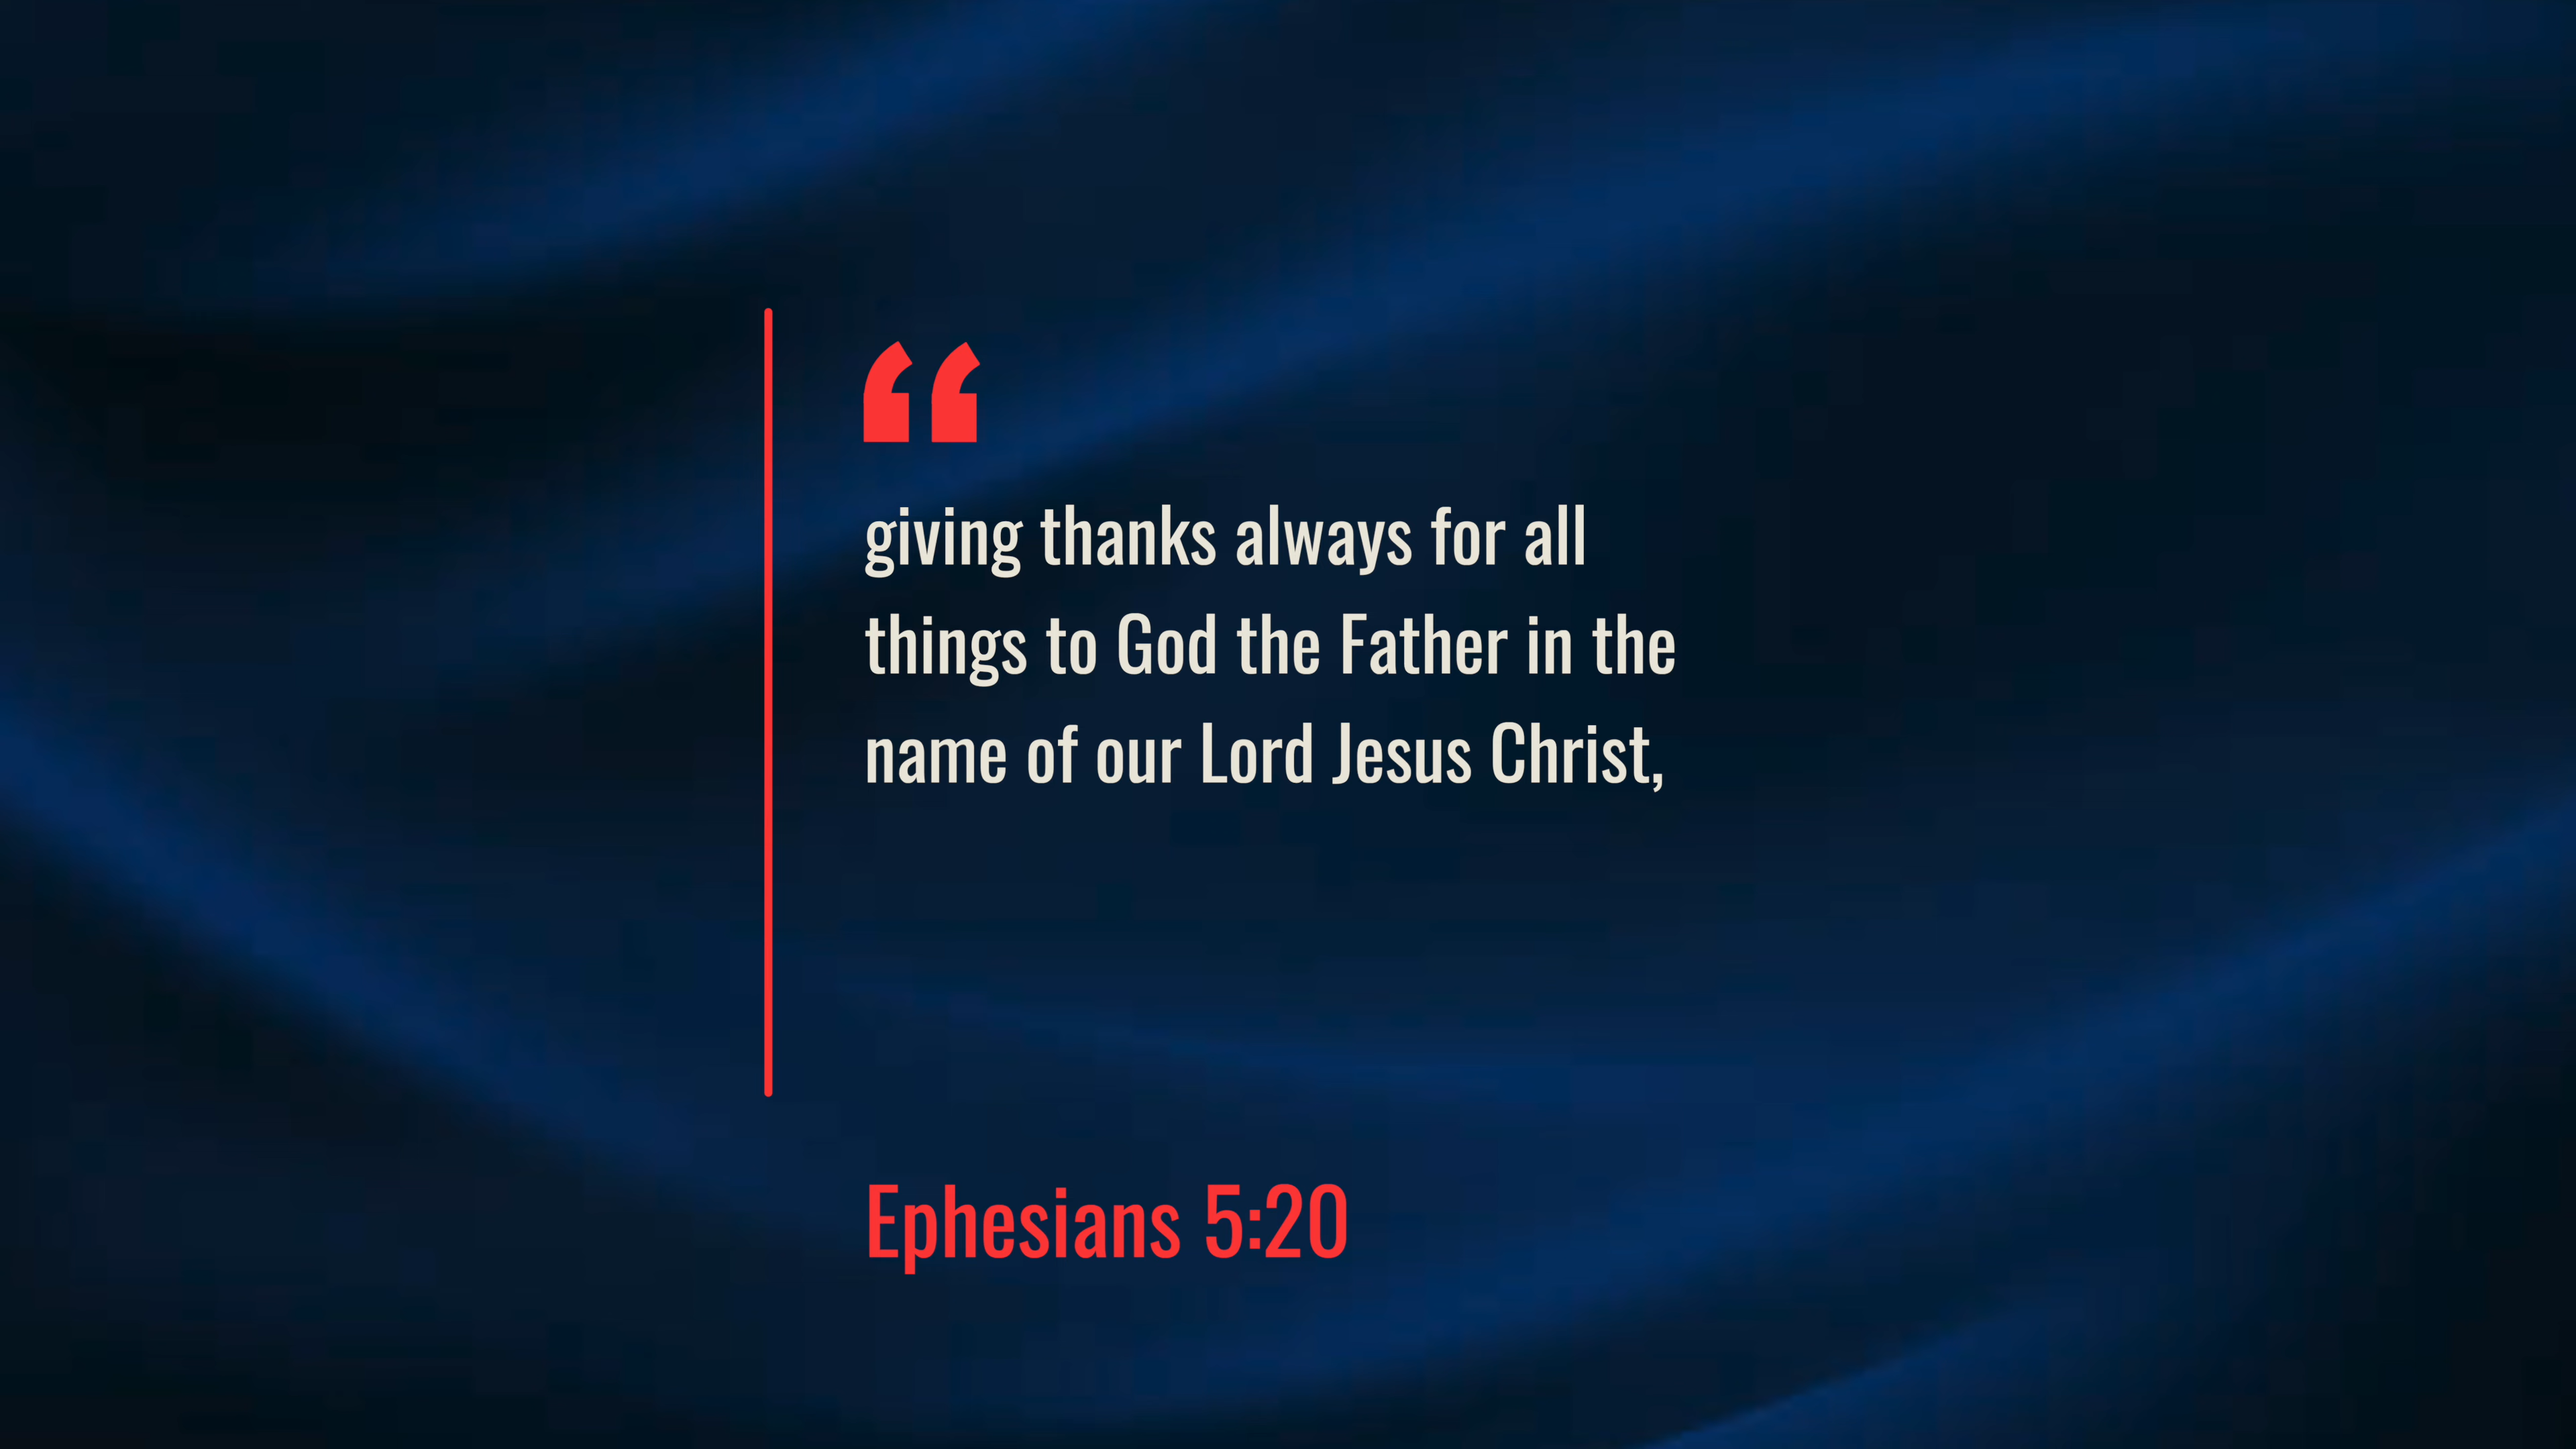 “
giving thanks always for all
things to God the Father in the
name of our Lord Jesus Christ,
Ephesians 5:20